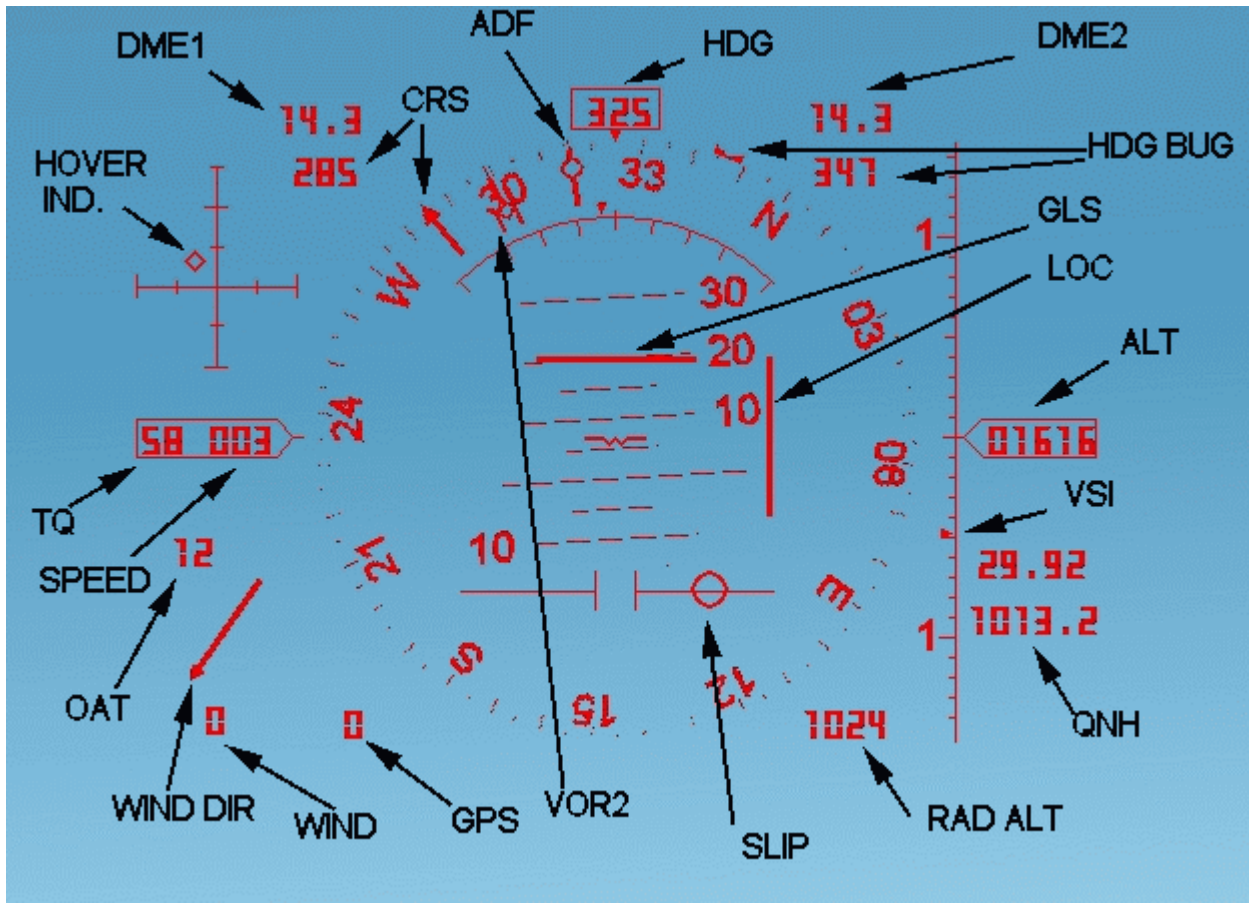 ADF
HDG
DME2
DME1
CRS
325
14.3
14.3
HOVER
IND.
285
347
HDG BUG
30
33
N
GLS
1
LOC
W
30
03
20
ALT
10
24
58 003
01676
06
TQ
VSI
12
SPEED
21
10
29.92
E
1013.2
1
S
OAT
12
15
0
0
1024
QNH
WIND DIR
WIND
GPS
VOR2
SLIP
RAD ALT